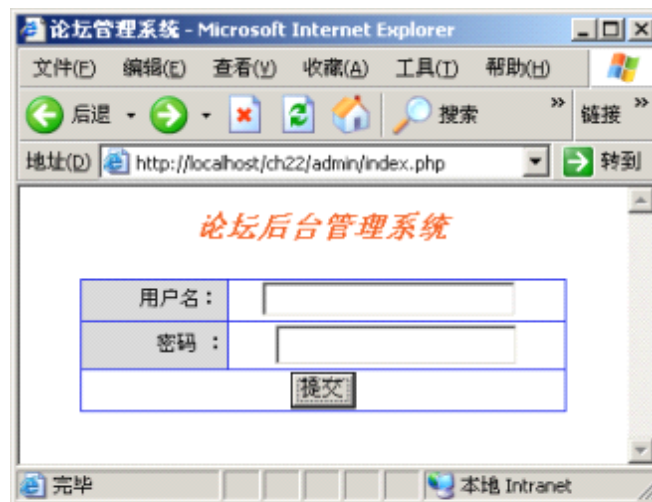 论坛管理系统 - Microsoft Internet Explorer
文件(F) 编辑(E) 查看(V) 收藏(A) 工具(T) 帮助(H)
后退 搜索 » 链接 »
地址(D) http://localhost/ch22/admin/index.php 转到
论坛后台管理系统
用户名：
密码 ：
提交
完毕 本地 Intranet